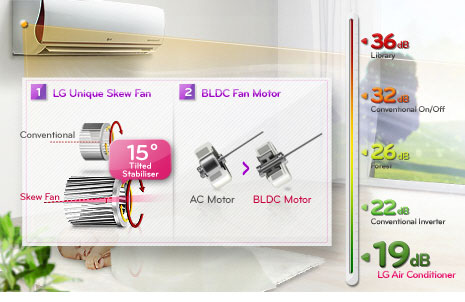 1 LG Unique Skew Fan
Conventional
15°
Tilted
Stabiliser
Skew Fan
2 BLDC Fan Motor
AC Motor
BLDC Motor
36dB
Library
32dB
Conventional On/Off
26dB
Forest
22dB
Conventional Inverter
19dB
LG Air Conditioner